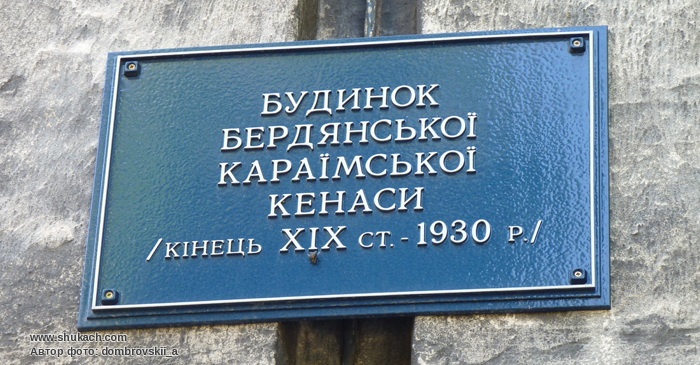 БУДИНОК
БЕРДЯНСЬКОЇ
КАРАЇМСЬКОЇ
КЕНАСИ
/КІНЕЦЬ XIX СТ. - 1930 Р./
www.shukach.com
Автор фото: dombrovskii_a